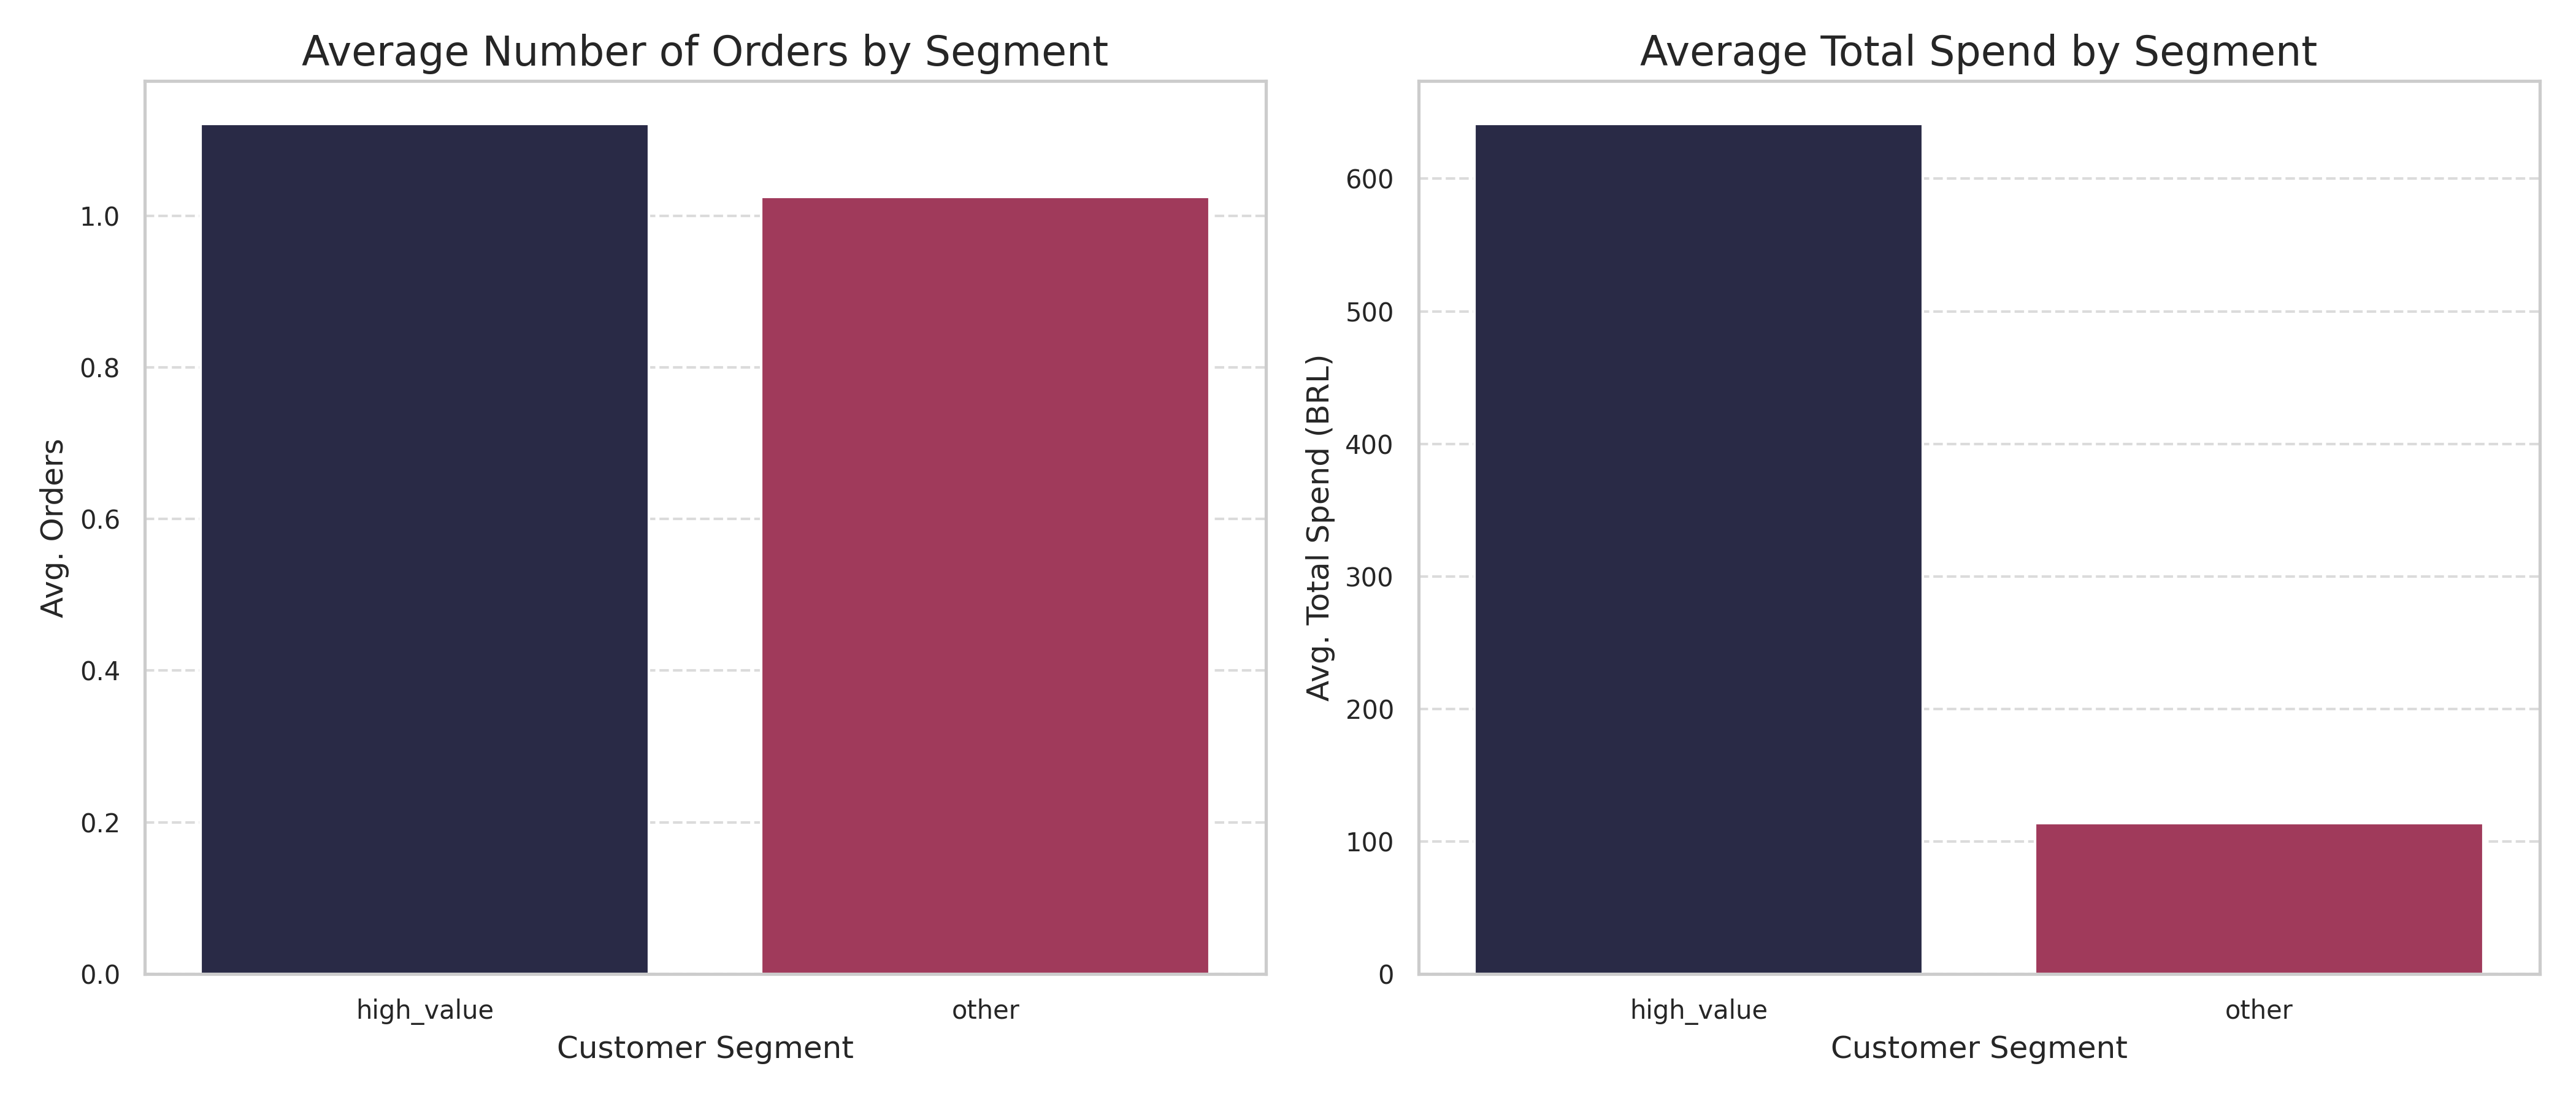 Average Number of Orders by Segment
Avg. Orders
1.0
0.8
0.6
0.4
0.2
0.0
high_value
other
Customer Segment
Average Total Spend by Segment
Avg. Total Spend (BRL)
600
500
400
300
200
100
0
high_value
other
Customer Segment